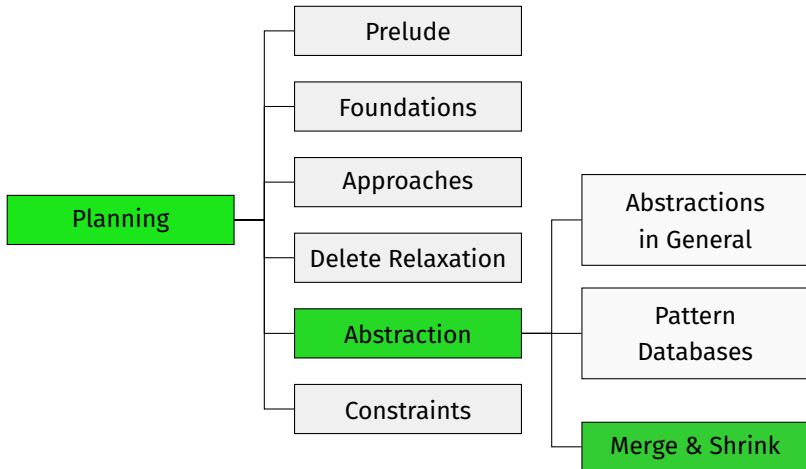 Planning
Prelude
Foundations
Approaches
Delete Relaxation
Abstraction
Constraints
Abstractions
in General
Pattern
Databases
Merge & Shrink